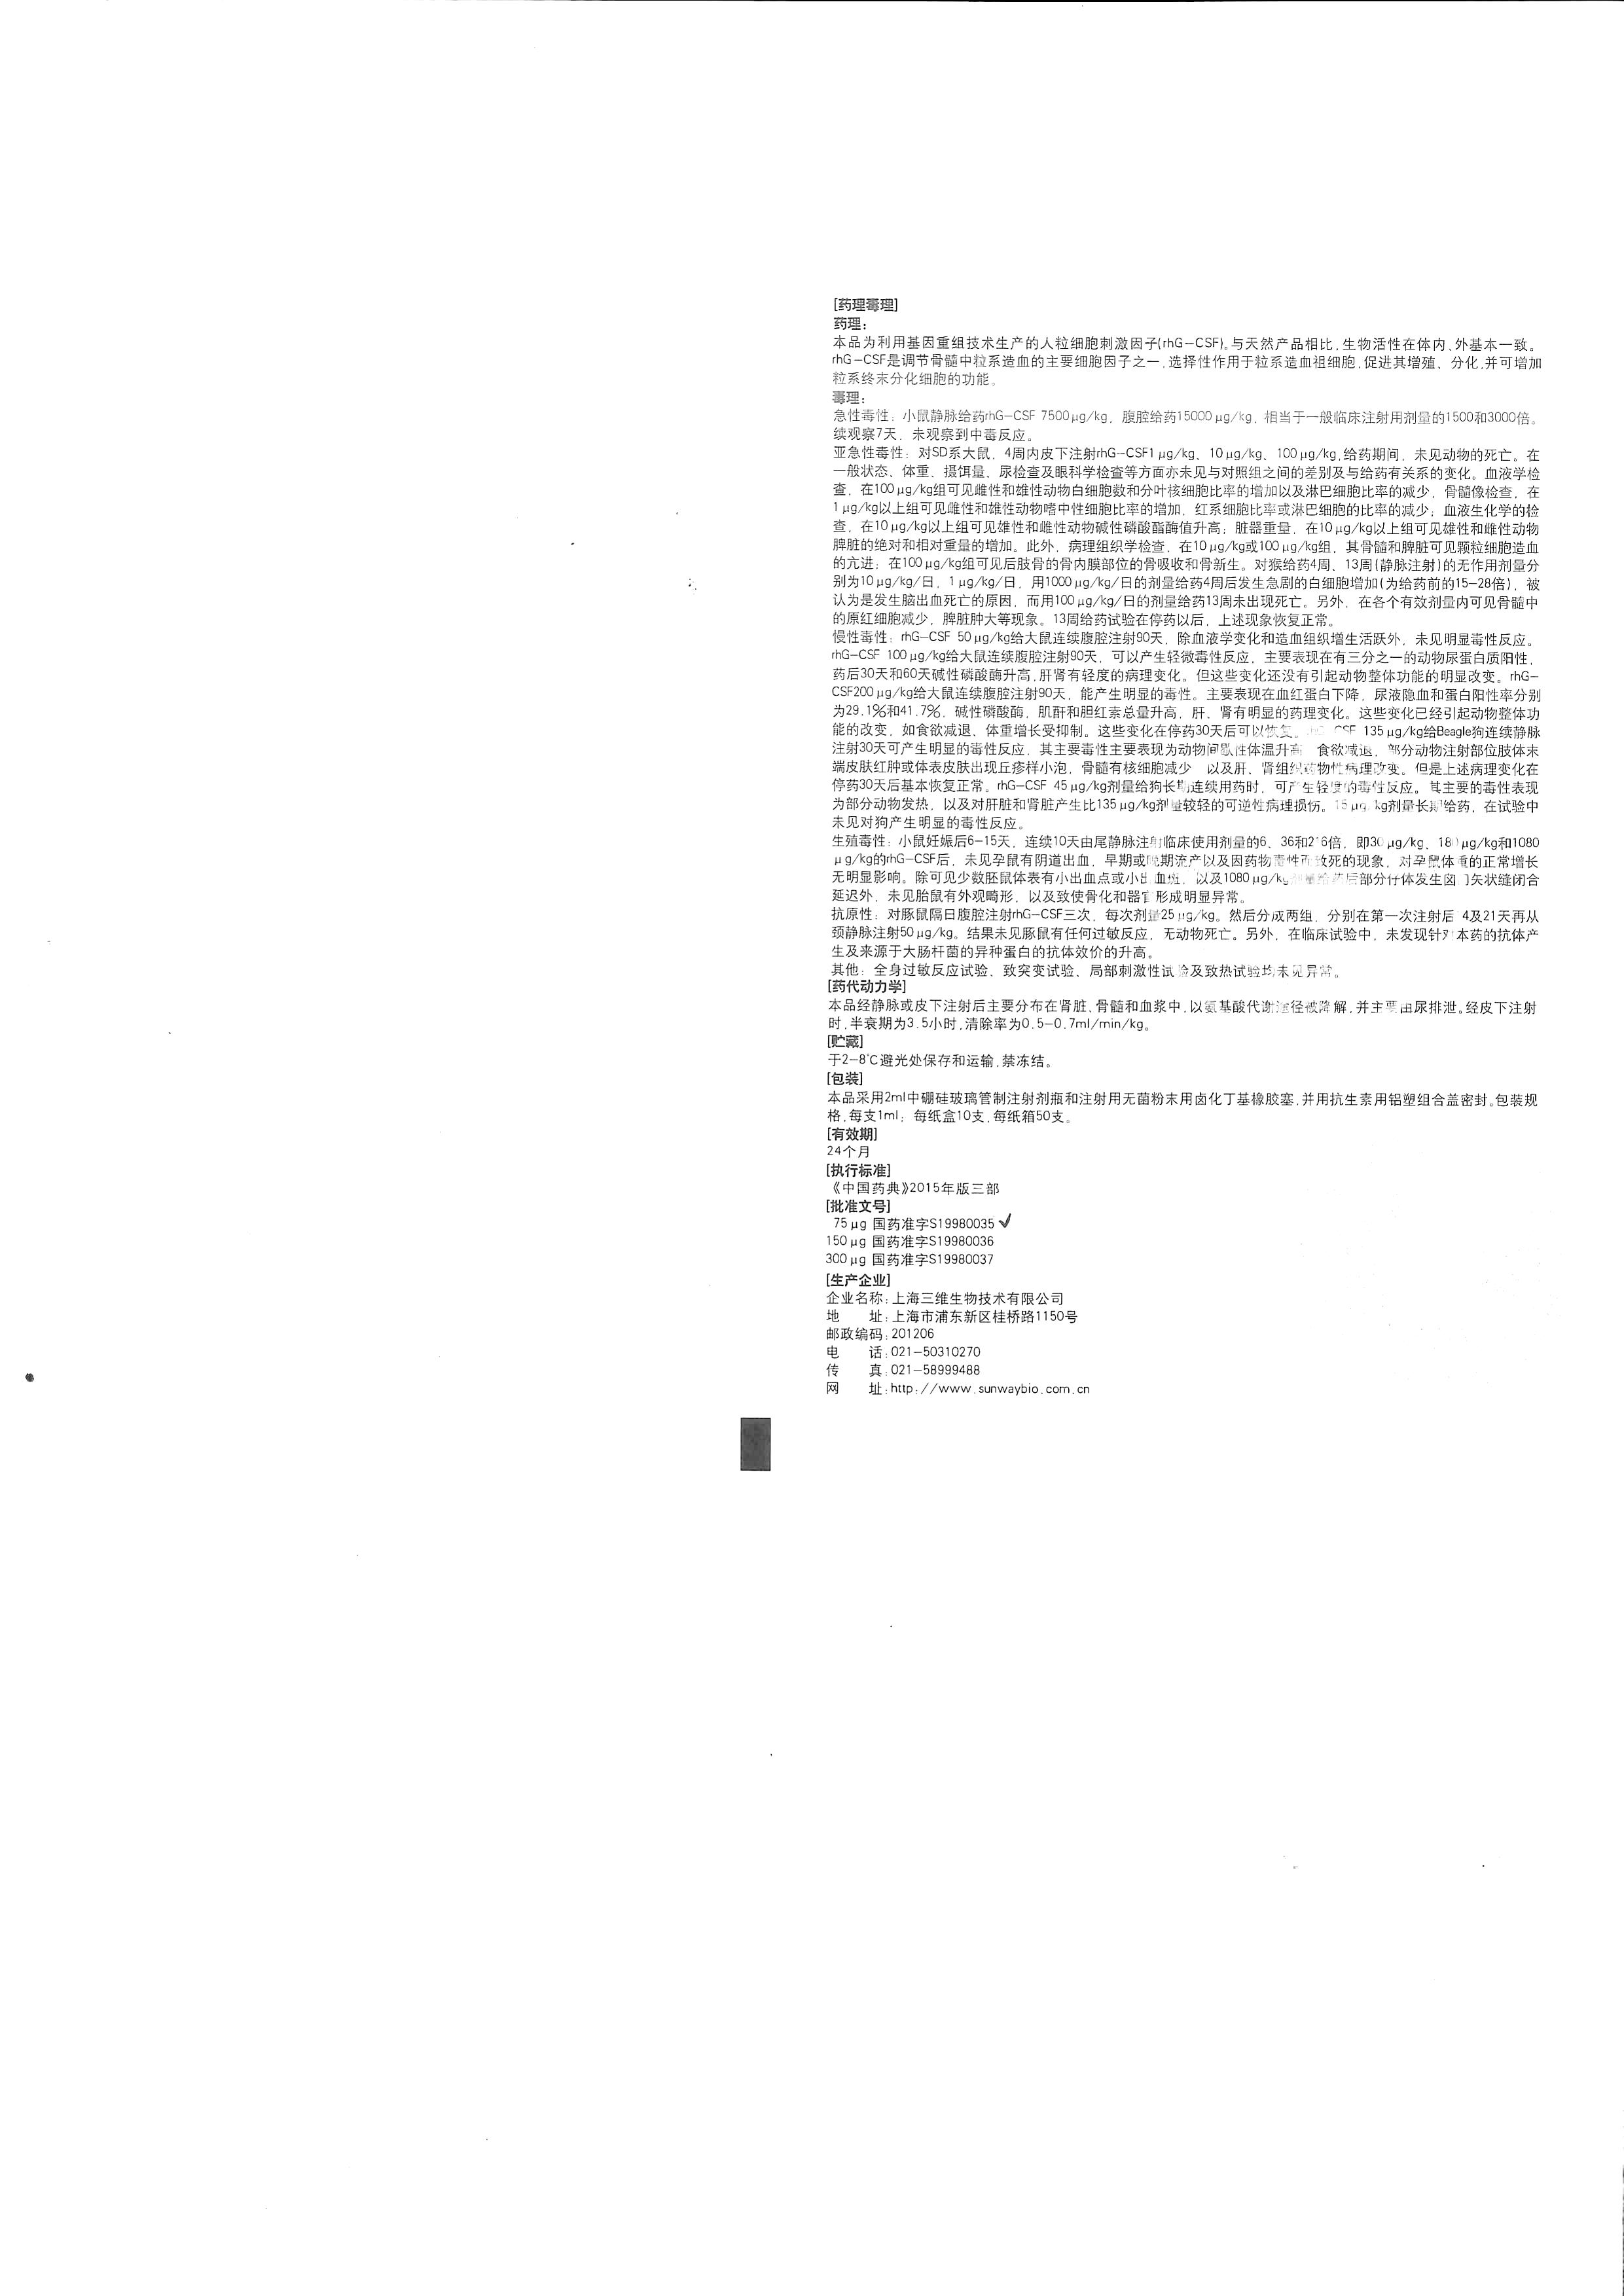 [药理毒理]
药理：
本品为利用基因重组技术生产的人粒细胞刺激因子(rhG-CSF)。与天然产品相比,生物活性在体内、外基本一致。
rhG-CSF是调节骨髓中粒系造血的主要细胞因子之一,选择性作用于粒系造血祖细胞,促进其增殖、分化,并可增加
粒系终末分化细胞的功能。
毒理：
急性毒性：小鼠静脉给药rhG-CSF 7500μg/kg，腹腔给药15000μg/kg，相当于一般临床注射用剂量的1500和3000倍。
续观察7天，未观察到中毒反应。
亚急性毒性：对SD系大鼠，4周内皮下注射rhG-CSF1μg/kg、10μg/kg、100μg/kg,给药期间，未见动物的死亡。在
一般状态、体重、摄饵量、尿检查及眼科学检查等方面亦未见与对照组之间的差别及与给药有关系的变化。血液学检
查，在100μg/kg组可见雌性和雄性动物白细胞数和分叶核细胞比率的增加以及淋巴细胞比率的减少，骨髓像检查，在
1μg/kg以上组可见雌性和雄性动物嗜中性细胞比率的增加，红系细胞比率或淋巴细胞的比率的减少；血液生化学的检
查，在10μg/kg以上组可见雄性和雌性动物碱性磷酸酯酶值升高；脏器重量，在10μg/kg以上组可见雄性和雌性动物
脾脏的绝对和相对重量的增加。此外，病理组织学检查，在10μg/kg或100μg/kg组，其骨髓和脾脏可见颗粒细胞造血
的亢进；在100μg/kg组可见后肢骨的骨内膜部位的骨吸收和骨新生。对猴给药4周、13周(静脉注射)的无作用剂量分
别为10μg/kg/日，1μg/kg/日，用1000μg/kg/日的剂量给药4周后发生急剧的白细胞增加(为给药前的15-28倍)，被
认为是发生脑出血死亡的原因，而用100μg/kg/日的剂量给药13周未出现死亡。另外，在各个有效剂量内可见骨髓中
的原红细胞减少，脾脏肿大等现象。13周给药试验在停药以后，上述现象恢复正常。
慢性毒性：rhG-CSF 50μg/kg给大鼠连续腹腔注射90天，除血液学变化和造血组织增生活跃外，未见明显毒性反应。
rhG-CSF 100μg/kg给大鼠连续腹腔注射90天，可以产生轻微毒性反应，主要表现在有三分之一的动物尿蛋白质阳性，
药后30天和60天碱性磷酸酶升高,肝肾有轻度的病理变化。但这些变化还没有引起动物整体功能的明显改变。rhG-
CSF200μg/kg给大鼠连续腹腔注射90天，能产生明显的毒性。主要表现在血红蛋白下降，尿液隐血和蛋白阳性率分别
为29.1%和41.7%，碱性磷酸酶，肌酐和胆红素总量升高，肝、肾有明显的药理变化。这些变化已经引起动物整体功
能的改变，如食欲减退、体重增长受抑制。这些变化在停药30天后可以恢复。 CSF 135μg/kg给Beagle狗连续静脉
注射30天可产生明显的毒性反应，其主要毒性主要表现为动物间歇性体温升高 食欲减退，部分动物注射部位肢体末
端皮肤红肿或体表皮肤出现丘疹样小泡，骨髓有核细胞减少 以及肝、肾组织药物性病理改变。但是上述病理变化在
停药30天后基本恢复正常。rhG-CSF 45μg/kg剂量给狗长期连续用药时，可产生轻度的毒性反应。其主要的毒性表现
为部分动物发热，以及对肝脏和肾脏产生比135μg/kg剂量较轻的可逆性病理损伤。15μg/kg剂量长期给药，在试验中
未见对狗产生明显的毒性反应。
生殖毒性：小鼠妊娠后6-15天，连续10天由尾静脉注射临床使用剂量的6、36和216倍，即30μg/kg、180μg/kg和1080
μg/kg的rhG-CSF后，未见孕鼠有阴道出血，早期或晚期流产以及因药物毒性而致死的现象，对孕鼠体重的正常增长
无明显影响。除可见少数胚鼠体表有小出血点或小出血斑，以及1080μg/kg剂量给药后部分仔体发生囟门矢状缝闭合
延迟外，未见胎鼠有外观畸形，以及致使骨化和器官形成明显异常。
抗原性：对豚鼠隔日腹腔注射rhG-CSF三次，每次剂量25μg/kg。然后分成两组，分别在第一次注射后 4及21天再从
颈静脉注射50μg/kg。结果未见豚鼠有任何过敏反应，无动物死亡。另外，在临床试验中，未发现针对本药的抗体产
生及来源于大肠杆菌的异种蛋白的抗体效价的升高。
其他：全身过敏反应试验、致突变试验、局部刺激性试验及致热试验均未见异常。
[药代动力学]
本品经静脉或皮下注射后主要分布在肾脏,骨髓和血浆中,以氨基酸代谢途径被降解,并主要由尿排泄。经皮下注射
时,半衰期为3.5小时,清除率为0.5-0.7ml/min/kg。
[贮藏]
于2-8℃避光处保存和运输,禁冻结。
[包装]
本品采用2ml中硼硅玻璃管制注射剂瓶和注射用无菌粉末用卤化丁基橡胶塞,并用抗生素用铝塑组合盖密封。包装规
格,每支1ml；每纸盒10支,每纸箱50支。
[有效期]
24个月
[执行标准]
《中国药典》2015年版三部
[批准文号]
75μg 国药准字S19980035 ✓
150μg 国药准字S19980036
300μg 国药准字S19980037
[生产企业]
企业名称：上海三维生物技术有限公司
地　　址：上海市浦东新区桂桥路1150号
邮政编码：201206
电　　话：021-50310270
传　　真：021-58999488
网　　址：http://www.sunwaybio.com.cn